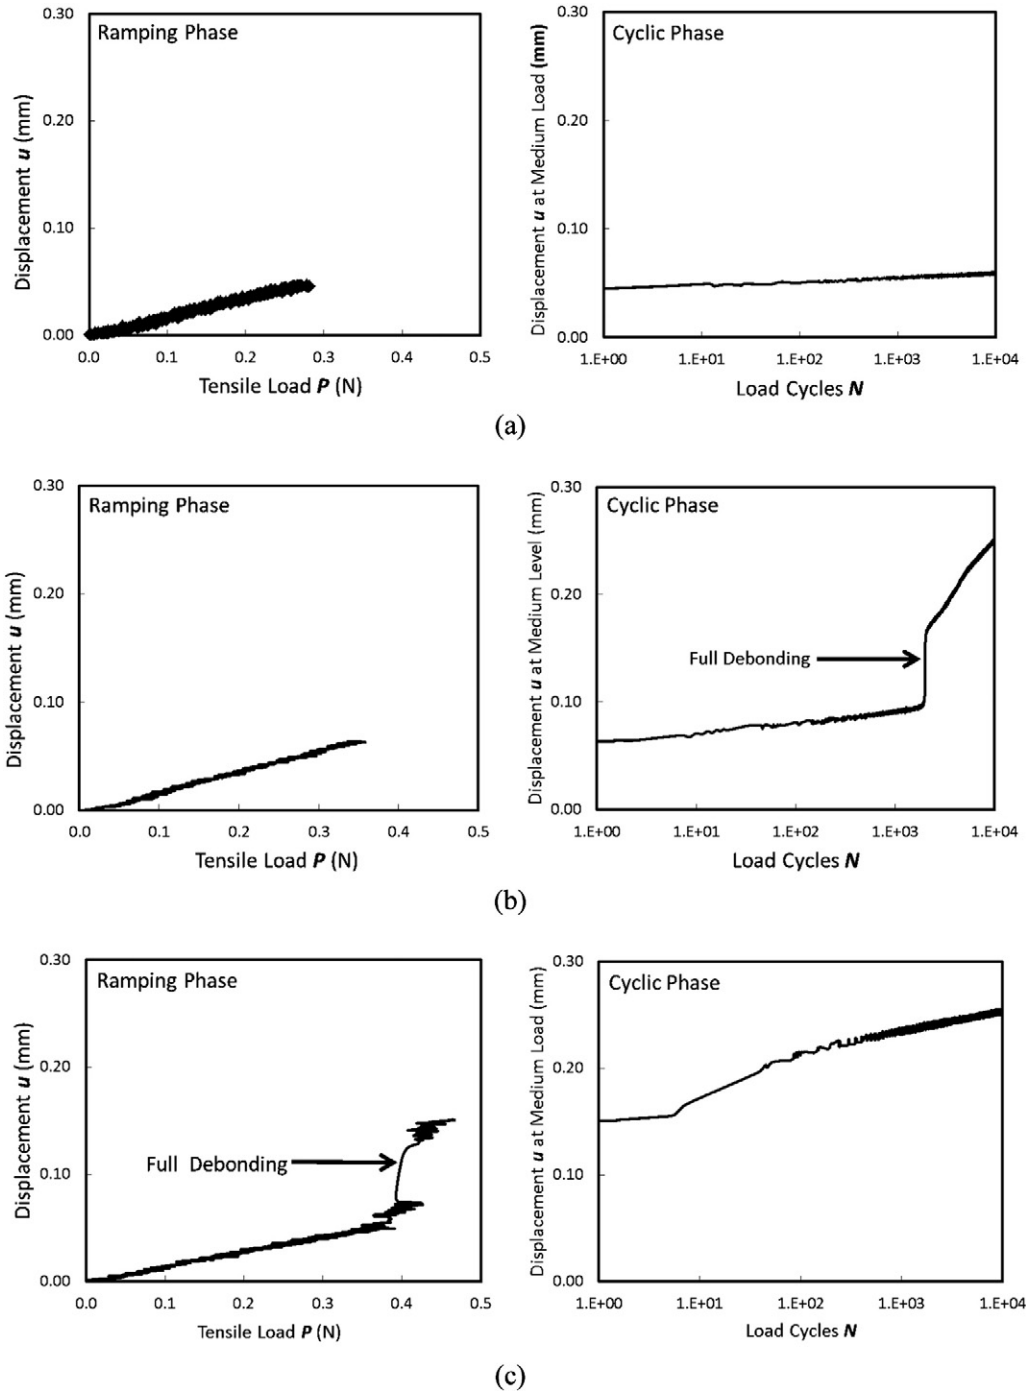 Ramping Phase
Displacement u (mm)
0.30
0.20
0.10
0.00
0.0 0.1 0.2 0.3 0.4 0.5
Tensile Load P (N)
Cyclic Phase
Displacement u at Medium Load (mm)
0.30
0.20
0.10
0.00
1.E+00 1.E+01 1.E+02 1.E+03 1.E+04
Load Cycles N
(a)
Ramping Phase
Displacement u (mm)
0.30
0.20
0.10
0.00
0.0 0.1 0.2 0.3 0.4 0.5
Tensile Load P (N)
Cyclic Phase
Displacement u at Medium Level (mm)
0.30
0.20
0.10
0.00
Full Debonding
1.E+00 1.E+01 1.E+02 1.E+03 1.E+04
Load Cycles N
(b)
Ramping Phase
Displacement u (mm)
0.30
0.20
0.10
0.00
Full Debonding
0.0 0.1 0.2 0.3 0.4 0.5
Tensile Load P (N)
Cyclic Phase
Displacement u at Medium Load (mm)
0.30
0.20
0.10
0.00
1.E+00 1.E+01 1.E+02 1.E+03 1.E+04
Load Cycles N
(c)